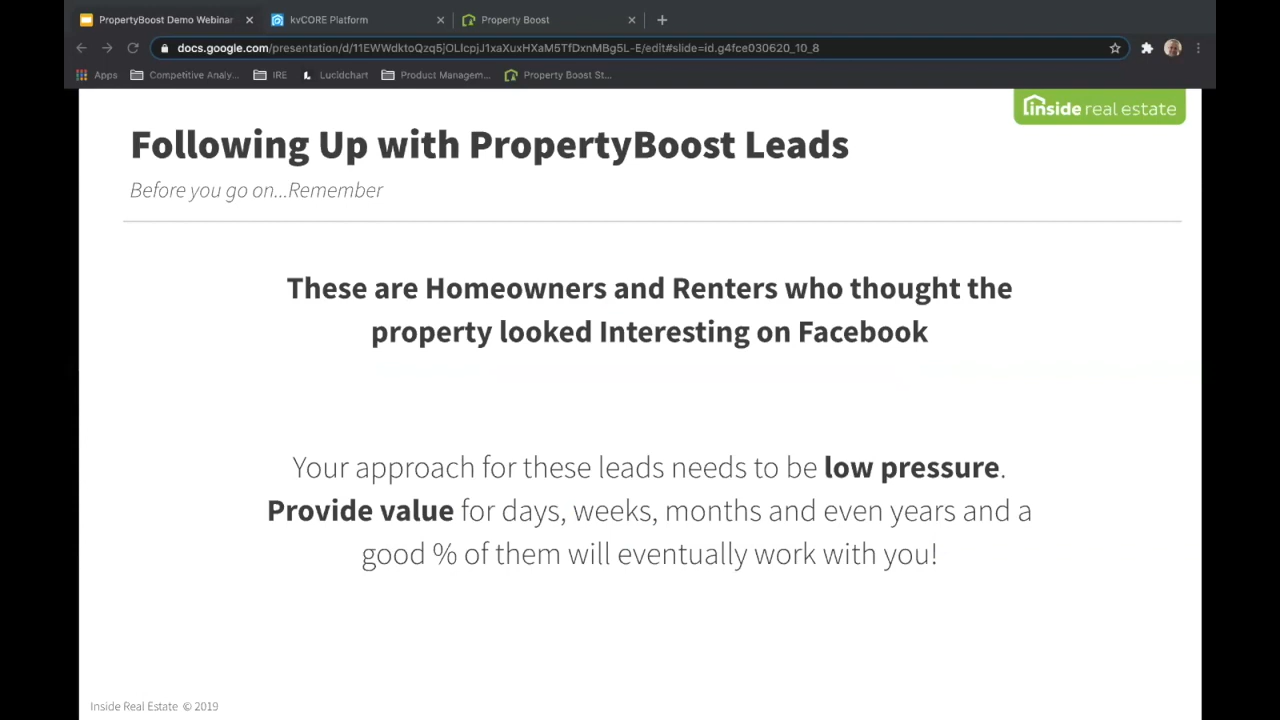 PropertyBoost Demo Webinar
kvCORE Platform
Property Boost
docs.google.com/presentation/d/11EWWdktoQzq5jOLIcpjJ1xaXuxHXaM5TfDxnMBg5L-E/edit#slide=id.g4fce030620_10_8
Apps
Competitive Analy...
IRE
Lucidchart
Product Managem...
Property Boost St...
inside real estate
Following Up with PropertyBoost Leads
Before you go on...Remember
These are Homeowners and Renters who thought the
property looked Interesting on Facebook
Your approach for these leads needs to be low pressure.
Provide value for days, weeks, months and even years and a
good % of them will eventually work with you!
Inside Real Estate © 2019